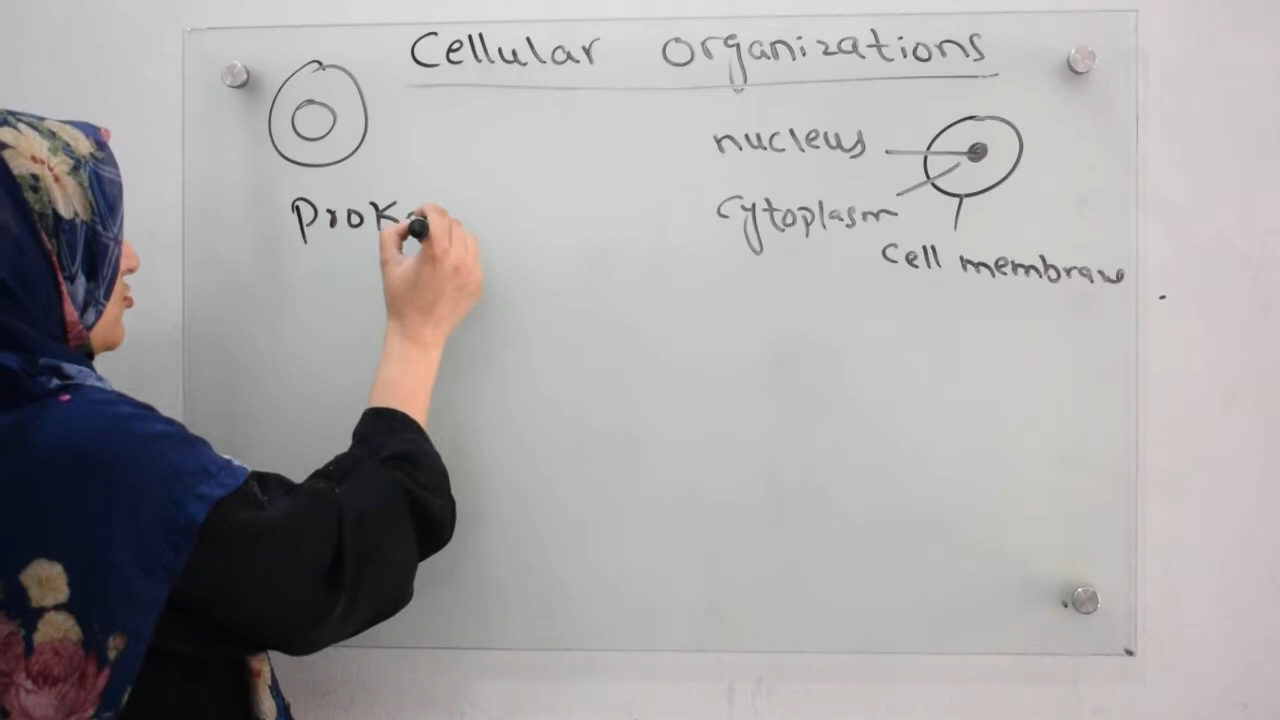 Cellular organizations
nucleus
Cytoplasm
Cell membrane
Prok